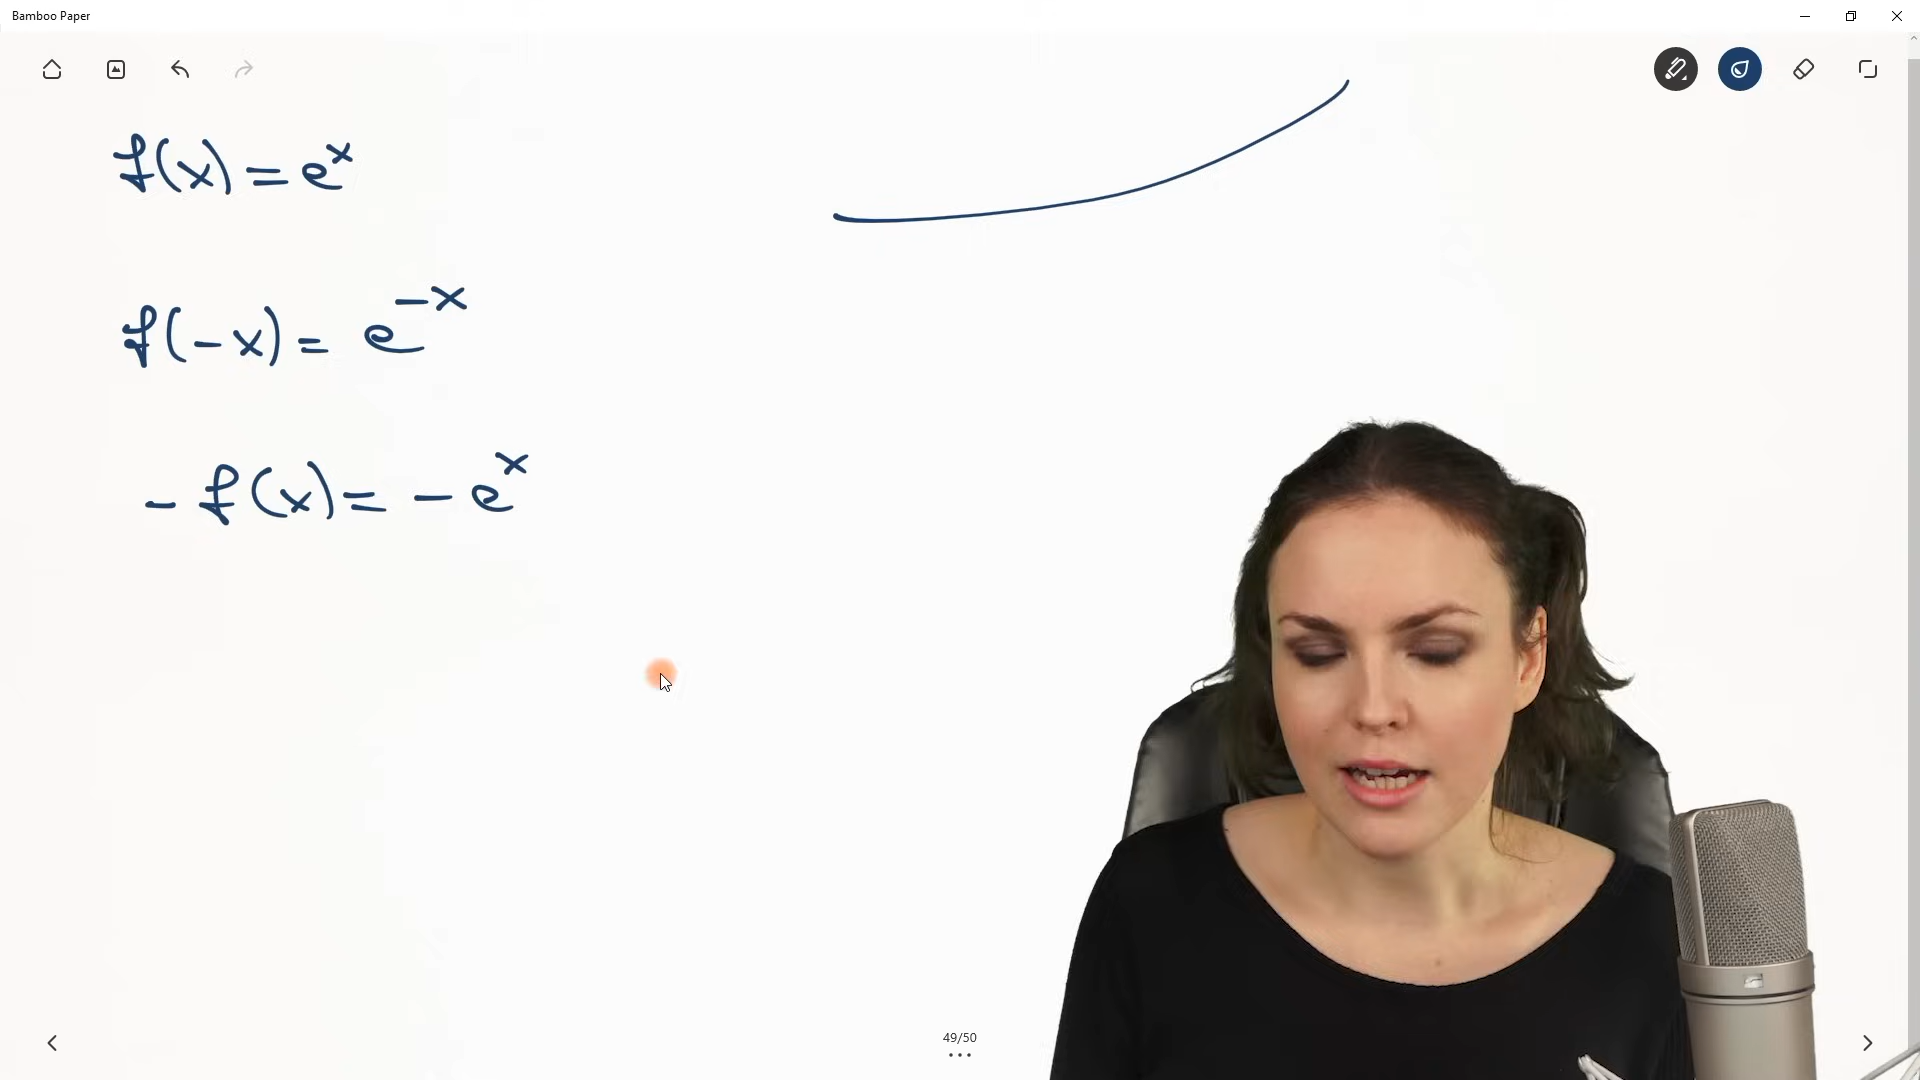 Bamboo Paper
f(x) = e^x
f(-x) = e^-x
- f(x) = - e^x
49/50